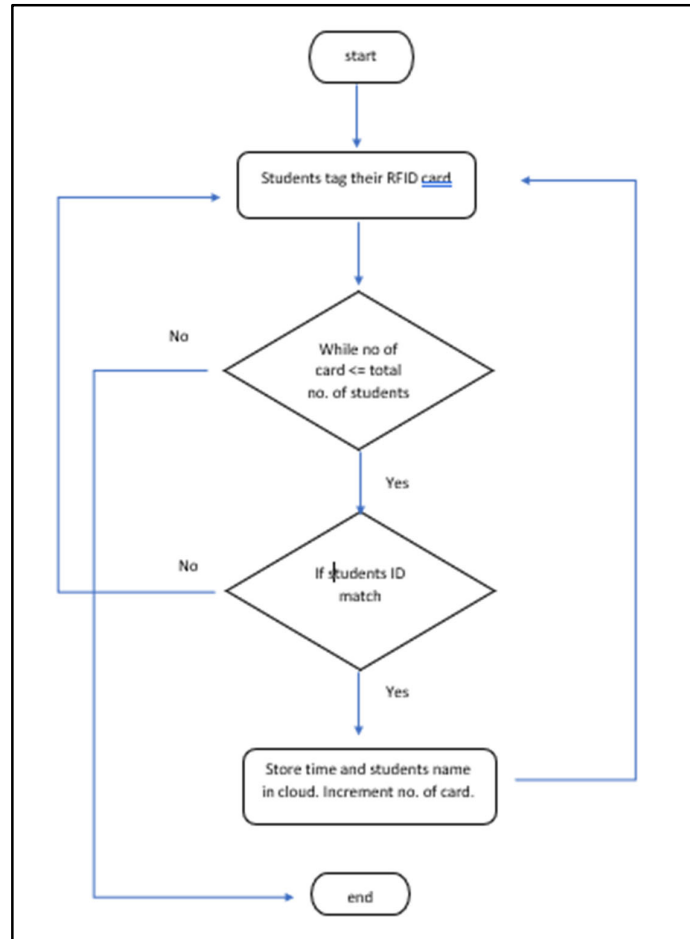 start
Students tag their RFID card
No
While no of
card <= total
no. of students
Yes
No
If students ID
match
Yes
Store time and students name
in cloud. Increment no. of card.
end